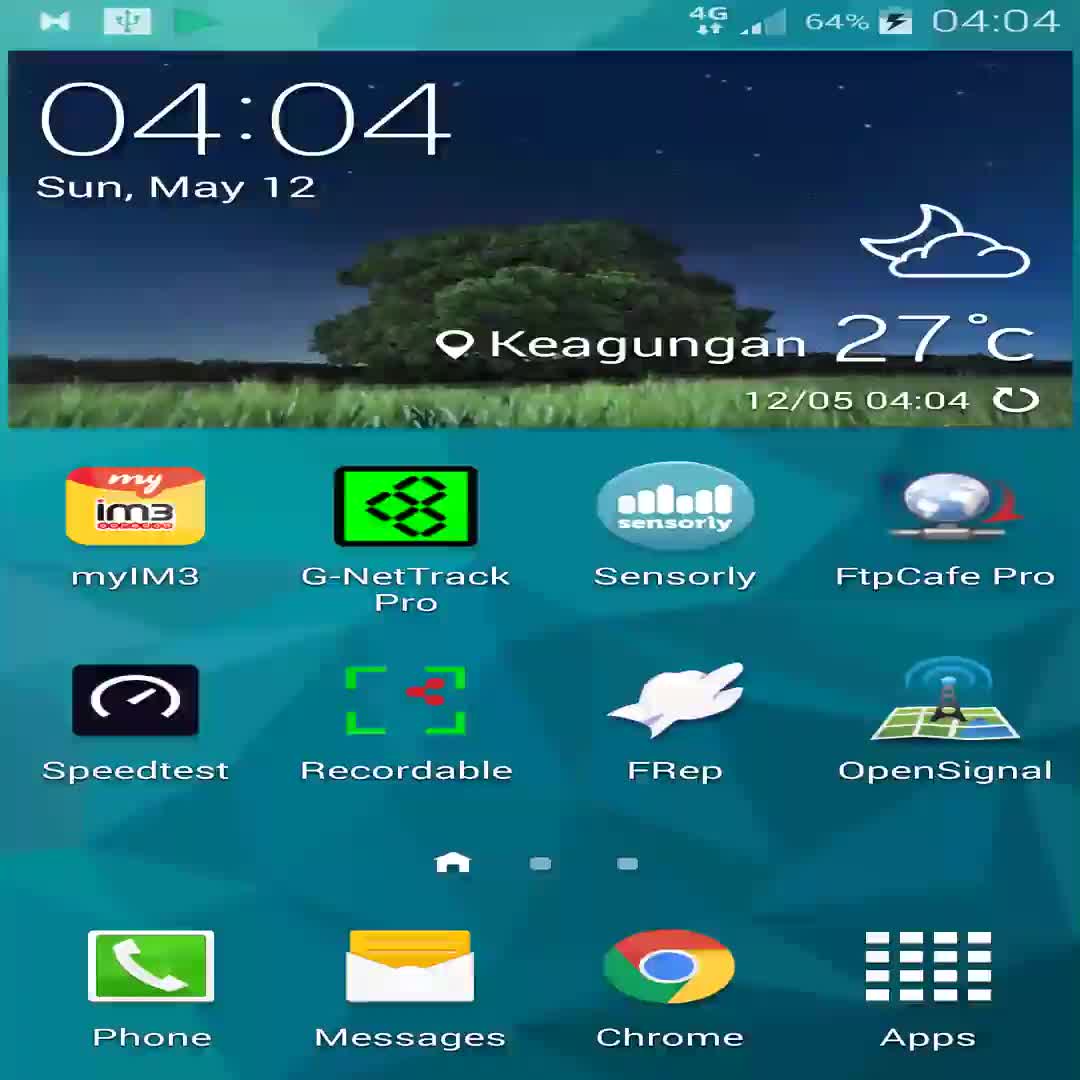 4G 64% 04:04
04:04
Sun, May 12
Keagungan 27°c
12/05 04:04
my
im3
ooredoo
sensorly
myIM3 G-NetTrack Pro Sensorly FtpCafe Pro
Speedtest Recordable FRep OpenSignal
Phone Messages Chrome Apps